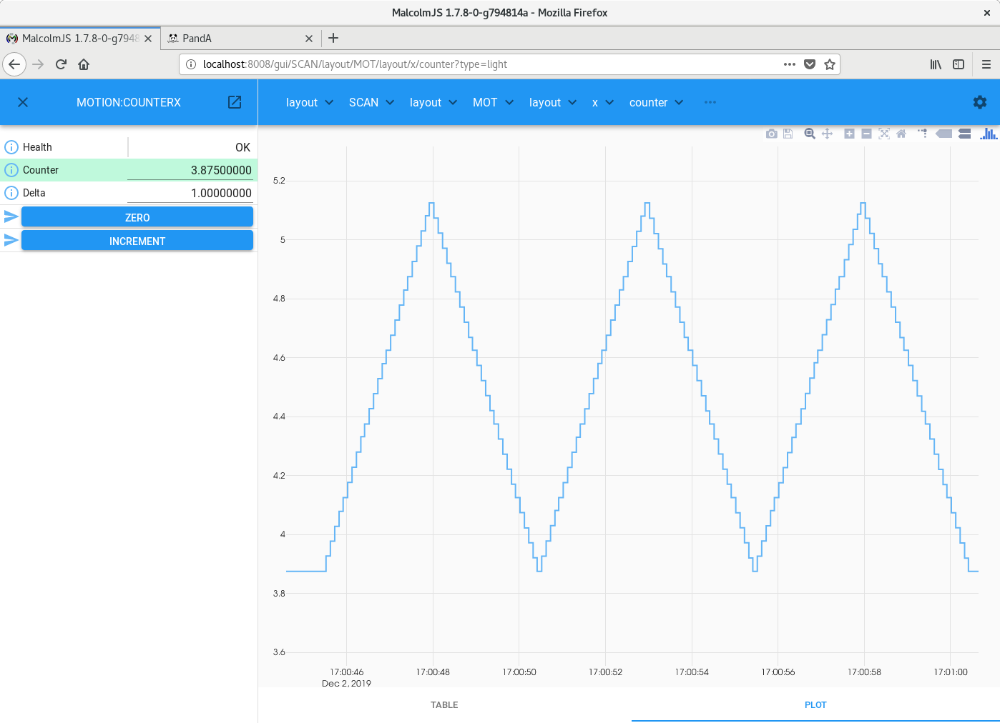 MalcolmJS 1.7.8-0-g794814a - Mozilla Firefox
MalcolmJS 1.7.8-0-g7948
PandA
localhost:8008/gui/SCAN/layout/MOT/layout/x/counter?type=light
MOTION:COUNTERX
layout SCAN layout MOT layout x counter
Health OK
Counter 3.87500000
Delta 1.00000000
ZERO
INCREMENT
5.2
5
4.8
4.6
4.4
4.2
4
3.8
3.6
17:00:46 17:00:48 17:00:50 17:00:52 17:00:54 17:00:56 17:00:58 17:01:00
Dec 2, 2019
TABLE PLOT